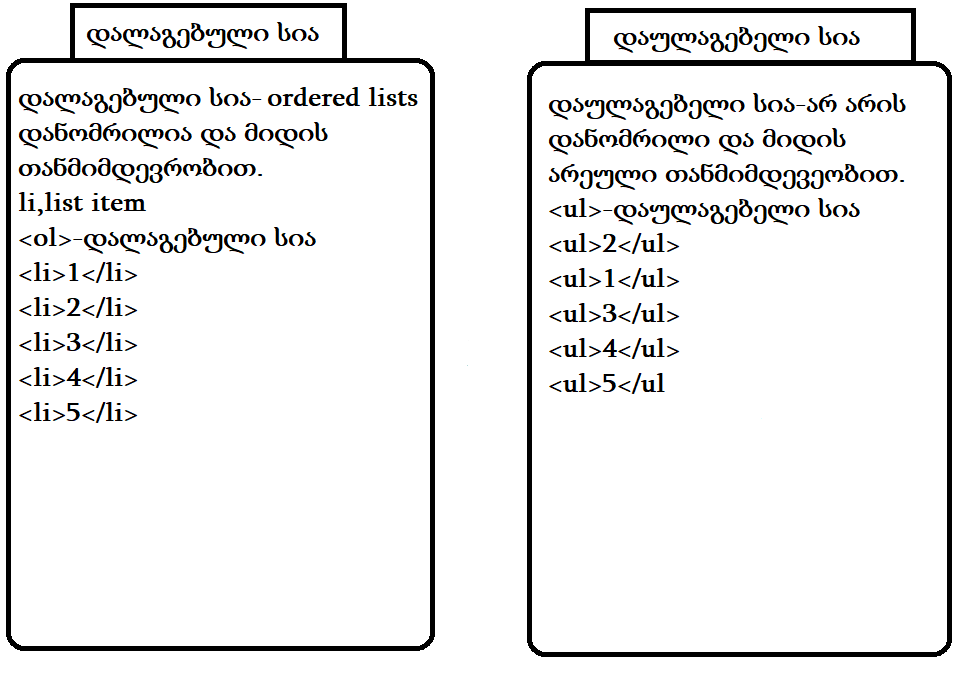 დალაგებული სია
დალაგებული სია- ordered lists
დანომრილია და მიდის
თანმიმდევრობით.
li,list item
<ol>-დალაგებული სია
<li>1</li>
<li>2</li>
<li>3</li>
<li>4</li>
<li>5</li>
დაულაგებელი სია
დაულაგებელი სია-არ არის
დანომრილი და მიდის
არეული თანმიმდევეობით.
<ul>-დაულაგებელი სია
<ul>2</ul>
<ul>1</ul>
<ul>3</ul>
<ul>4</ul>
<ul>5</ul